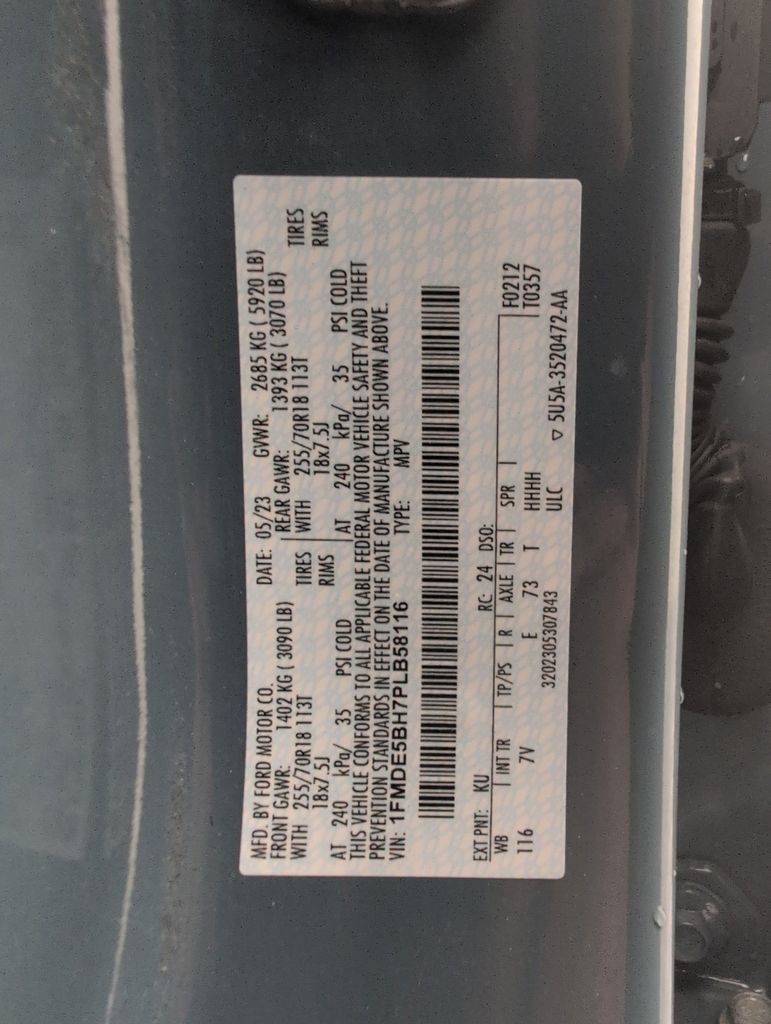 MFD. BY FORD MOTOR CO.
DATE: 05/23 GVWR: 2685 KG ( 5920 LB)
FRONT GAWR: 1402 KG ( 3090 LB) REAR GAWR: 1393 KG ( 3070 LB)
WITH 255/70R18 113T TIRES WITH 255/70R18 113T TIRES
18x7.5J RIMS 18x7.5J RIMS
AT 240 kPa/ 35 PSI COLD AT 240 kPa/ 35 PSI COLD
THIS VEHICLE CONFORMS TO ALL APPLICABLE FEDERAL MOTOR VEHICLE SAFETY AND THEFT
PREVENTION STANDARDS IN EFFECT ON THE DATE OF MANUFACTURE SHOWN ABOVE.
VIN: 1FMDE5BH7PLB58116 TYPE: MPV
EXT PNT: KU RC: 24 DSO:
WB INT TR TP/PS R AXLE TR SPR F0212
116 7V E 73 T HHHH T0357
3202305307843 ULC ▽ 5U5A-3520472-AA